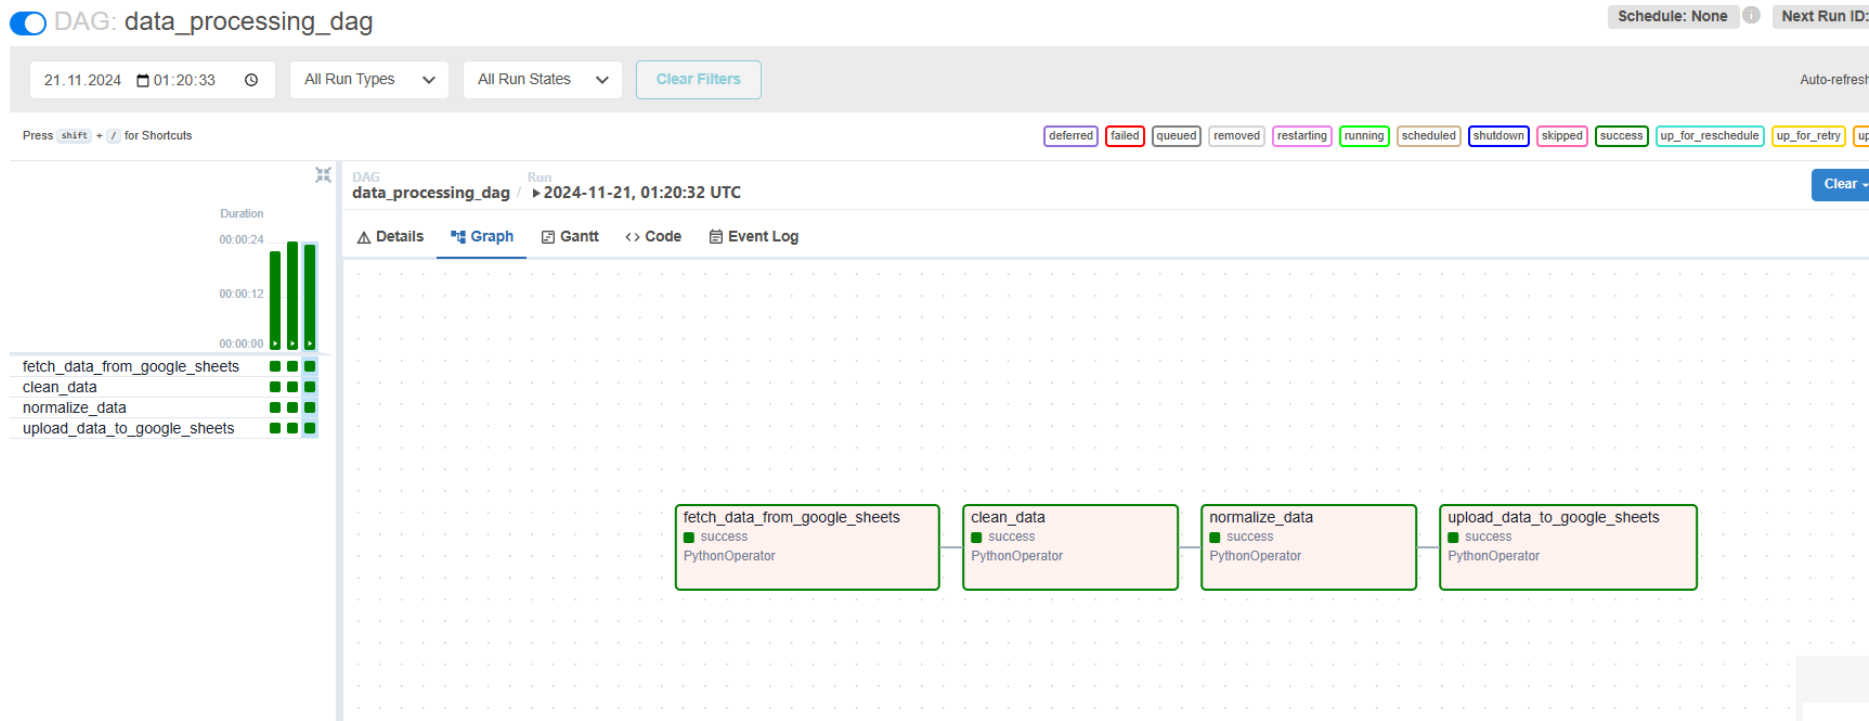 DAG: data_processing_dag
Schedule: None
Next Run ID:
21.11.2024 01:20:33
All Run Types
All Run States
Clear Filters
Auto-refresh
Press shift + / for Shortcuts
deferred failed queued removed restarting running scheduled shutdown skipped success up_for_reschedule up_for_retry up
DAG
data_processing_dag
/
Run
2024-11-21, 01:20:32 UTC
Clear
Details
Graph
Gantt
Code
Event Log
Duration
00:00:24
00:00:12
00:00:00
fetch_data_from_google_sheets
clean_data
normalize_data
upload_data_to_google_sheets
fetch_data_from_google_sheets
success
PythonOperator
clean_data
success
PythonOperator
normalize_data
success
PythonOperator
upload_data_to_google_sheets
success
PythonOperator